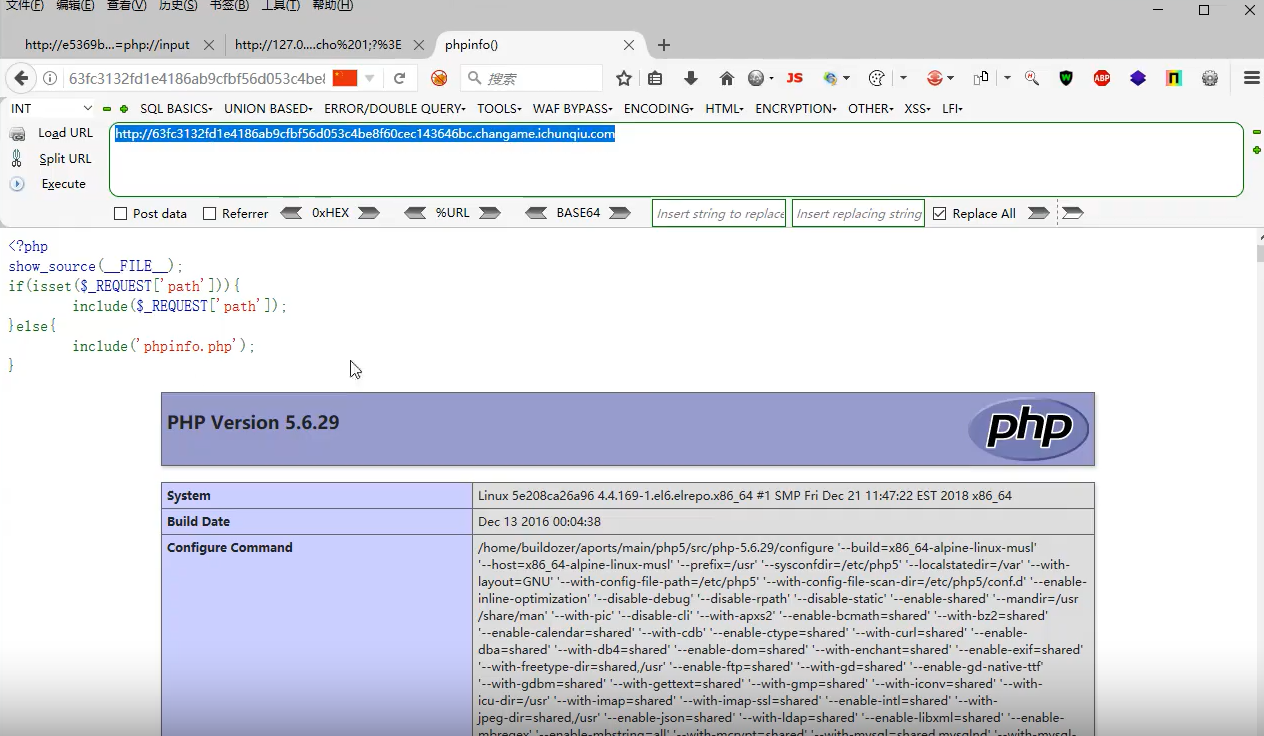 文件(F) 编辑(E) 查看(V) 历史(S) 书签(B) 工具(T) 帮助(H)
http://e5369b...=php://input http://127.0....cho%201;?%3E phpinfo()
63fc3132fd1e4186ab9cfbf56d053c4be8 搜索 JS ABP
INT SQL BASICS UNION BASED ERROR/DOUBLE QUERY TOOLS WAF BYPASS ENCODING HTML ENCRYPTION OTHER XSS LFI
Load URL http://63fc3132fd1e4186ab9cfbf56d053c4be8f60cec143646bc.changame.ichunqiu.com
Split URL
Execute
Post data Referrer 0xHEX %URL BASE64 Insert string to replace Insert replacing string Replace All
<?php
show_source(__FILE__);
if(isset($_REQUEST['path'])){
include($_REQUEST['path']);
}else{
include('phpinfo.php');
}
PHP Version 5.6.29 php
System Linux 5e208ca26a96 4.4.169-1.el6.elrepo.x86_64 #1 SMP Fri Dec 21 11:47:22 EST 2018 x86_64
Build Date Dec 13 2016 00:04:38
Configure Command /home/buildozer/aports/main/php5/src/php-5.6.29/configure '--build=x86_64-alpine-linux-musl'
'--host=x86_64-alpine-linux-musl' '--prefix=/usr' '--sysconfdir=/etc/php5' '--localstatedir=/var' '--with-
layout=GNU' '--with-config-file-path=/etc/php5' '--with-config-file-scan-dir=/etc/php5/conf.d' '--enable-
inline-optimization' '--disable-debug' '--disable-rpath' '--disable-static' '--enable-shared' '--mandir=/usr
/share/man' '--with-pic' '--disable-cli' '--with-apxs2' '--enable-bcmath=shared' '--with-bz2=shared'
'--enable-calendar=shared' '--with-cdb' '--enable-ctype=shared' '--with-curl=shared' '--enable-
dba=shared' '--with-db4=shared' '--enable-dom=shared' '--with-enchant=shared' '--enable-exif=shared'
'--with-freetype-dir=shared,/usr' '--enable-ftp=shared' '--with-gd=shared' '--enable-gd-native-ttf'
'--with-gdbm=shared' '--with-gettext=shared' '--with-gmp=shared' '--with-iconv=shared' '--with-
icu-dir=/usr' '--with-imap=shared' '--with-imap-ssl=shared' '--enable-intl=shared' '--with-
jpeg-dir=shared,/usr' '--enable-json=shared' '--with-ldap=shared' '--enable-libxml=shared' '--enable-
mbregex' '--enable-mbstring=all' '--with-mcrypt=shared' '--with-mysql=shared,mysqlnd' '--with-mysql-